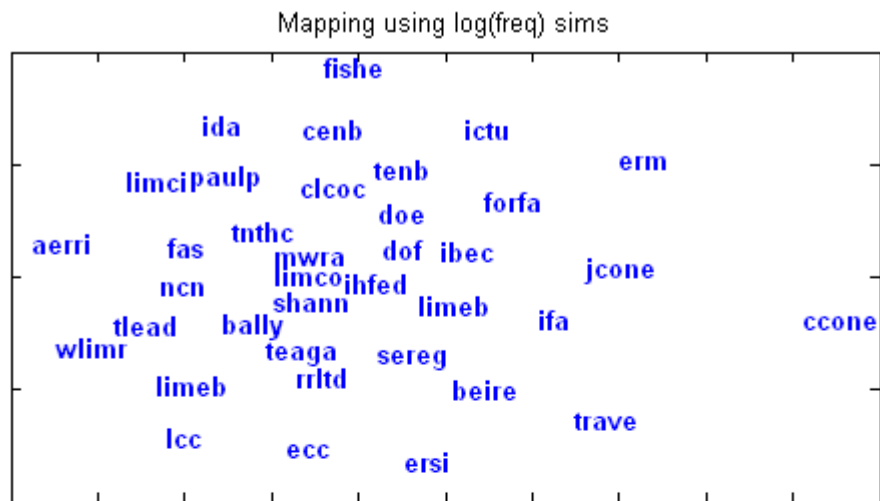 Mapping using log(freq) sims
fishe
ida cenb ictu
erm
tenb
limci paulp clcoc
forfa
doe
tnthc
aerri fas dof ibec
mwra
jcone
limco
ncn ihfed
shann limeb
tlead bally ifa ccone
wlimr teaga sereg
rrltd
limeb beire
trave
lcc
ecc
ersi